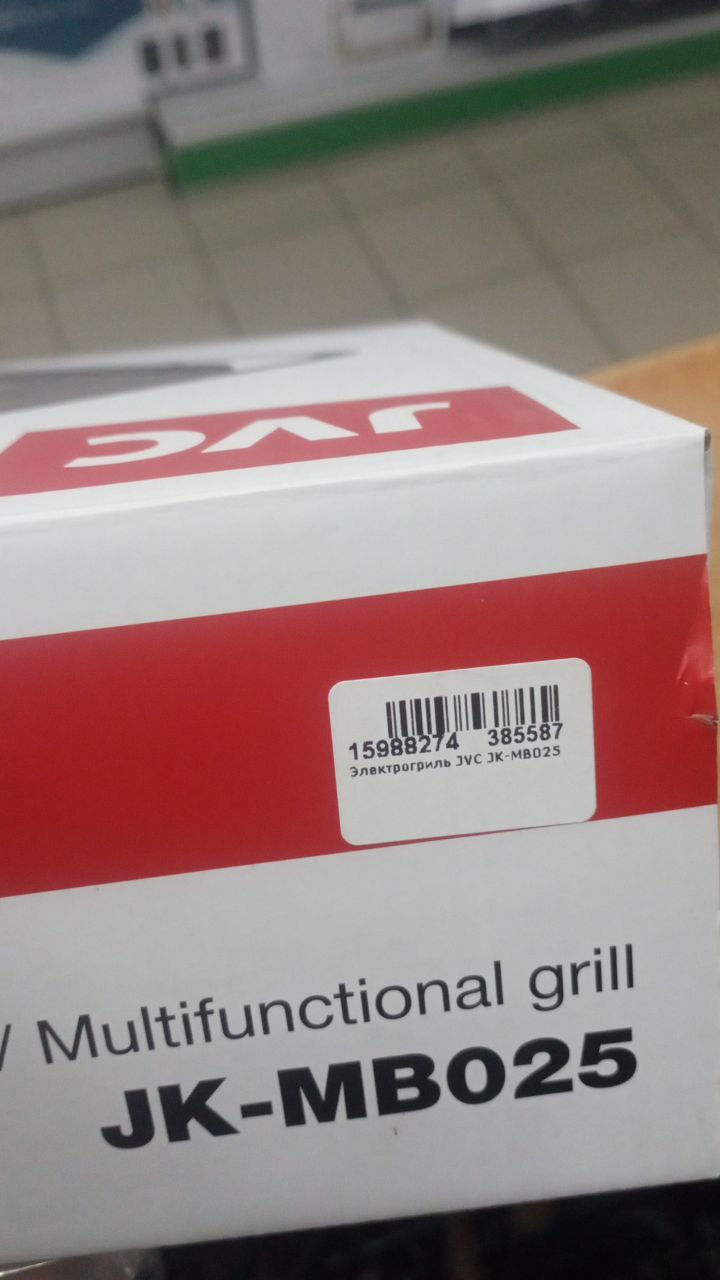 JVC
15988274 385587
Электрогриль JVC JK-MB025
/ Multifunctional grill
JK-MB025